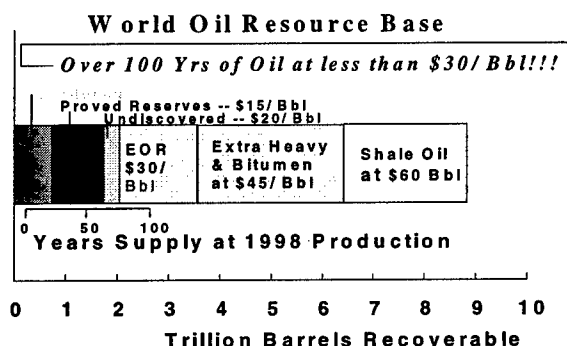 World Oil Resource Base
Over 100 Yrs of Oil at less than $30/Bbl!!!
Proved Reserves -- $15/Bbl
Undiscovered -- $20/Bbl
EOR
$30/
Bbl
Extra Heavy
& Bitumen
at $45/Bbl
Shale Oil
at $60 Bbl
0 50 100
Years Supply at 1998 Production
0 1 2 3 4 5 6 7 8 9 10
Trillion Barrels Recoverable